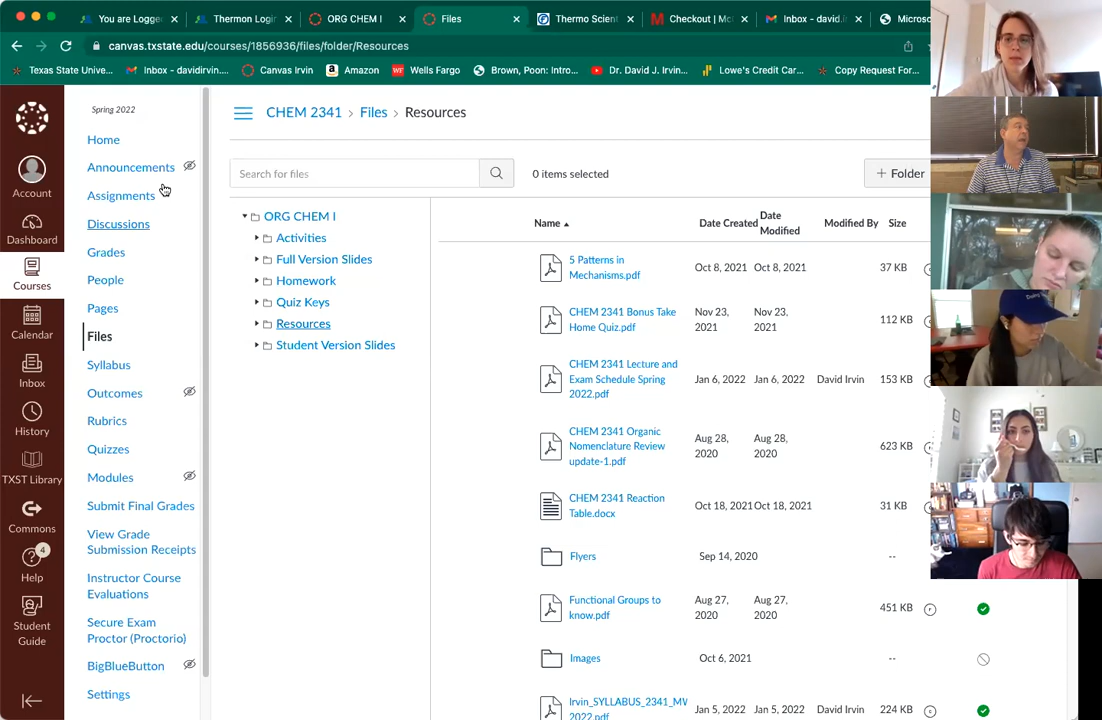 You are Logge
Thermon Logir
ORG CHEM I
Files
Thermo Scient
Checkout | Mc
Inbox - david.ir
Micros
canvas.txstate.edu/courses/1856936/files/folder/Resources
Texas State Unive...
Inbox - davidirvin....
Canvas Irvin
Amazon
Wells Fargo
Brown, Poon: Intro...
Dr. David J. Irvin...
Lowe's Credit Car...
Copy Request For...
Account
Dashboard
Courses
Calendar
Inbox
History
TXST Library
Commons
4
Help
Student
Guide
Spring 2022
Home
Announcements
Assignments
Discussions
Grades
People
Pages
Files
Syllabus
Outcomes
Rubrics
Quizzes
Modules
Submit Final Grades
View Grade
Submission Receipts
Instructor Course
Evaluations
Secure Exam
Proctor (Proctorio)
BigBlueButton
Settings
CHEM 2341 › Files › Resources
Search for files
0 items selected
+ Folder
ORG CHEM I
Activities
Full Version Slides
Homework
Quiz Keys
Resources
Student Version Slides
Name
Date Created
Date
Modified
Modified By
Size
5 Patterns in
Mechanisms.pdf
Oct 8, 2021
Oct 8, 2021
37 KB
CHEM 2341 Bonus Take
Home Quiz.pdf
Nov 23,
2021
Nov 23,
2021
112 KB
CHEM 2341 Lecture and
Exam Schedule Spring
2022.pdf
Jan 6, 2022
Jan 6, 2022
David Irvin
153 KB
CHEM 2341 Organic
Nomenclature Review
update-1.pdf
Aug 28,
2020
Aug 28,
2020
623 KB
CHEM 2341 Reaction
Table.docx
Oct 18, 2021
Oct 18, 2021
31 KB
Flyers
Sep 14, 2020
--
Functional Groups to
know.pdf
Aug 27,
2020
Aug 27,
2020
451 KB
Images
Oct 6, 2021
--
Irvin_SYLLABUS_2341_MW
2022.pdf
Jan 5, 2022
Jan 5, 2022
David Irvin
224 KB